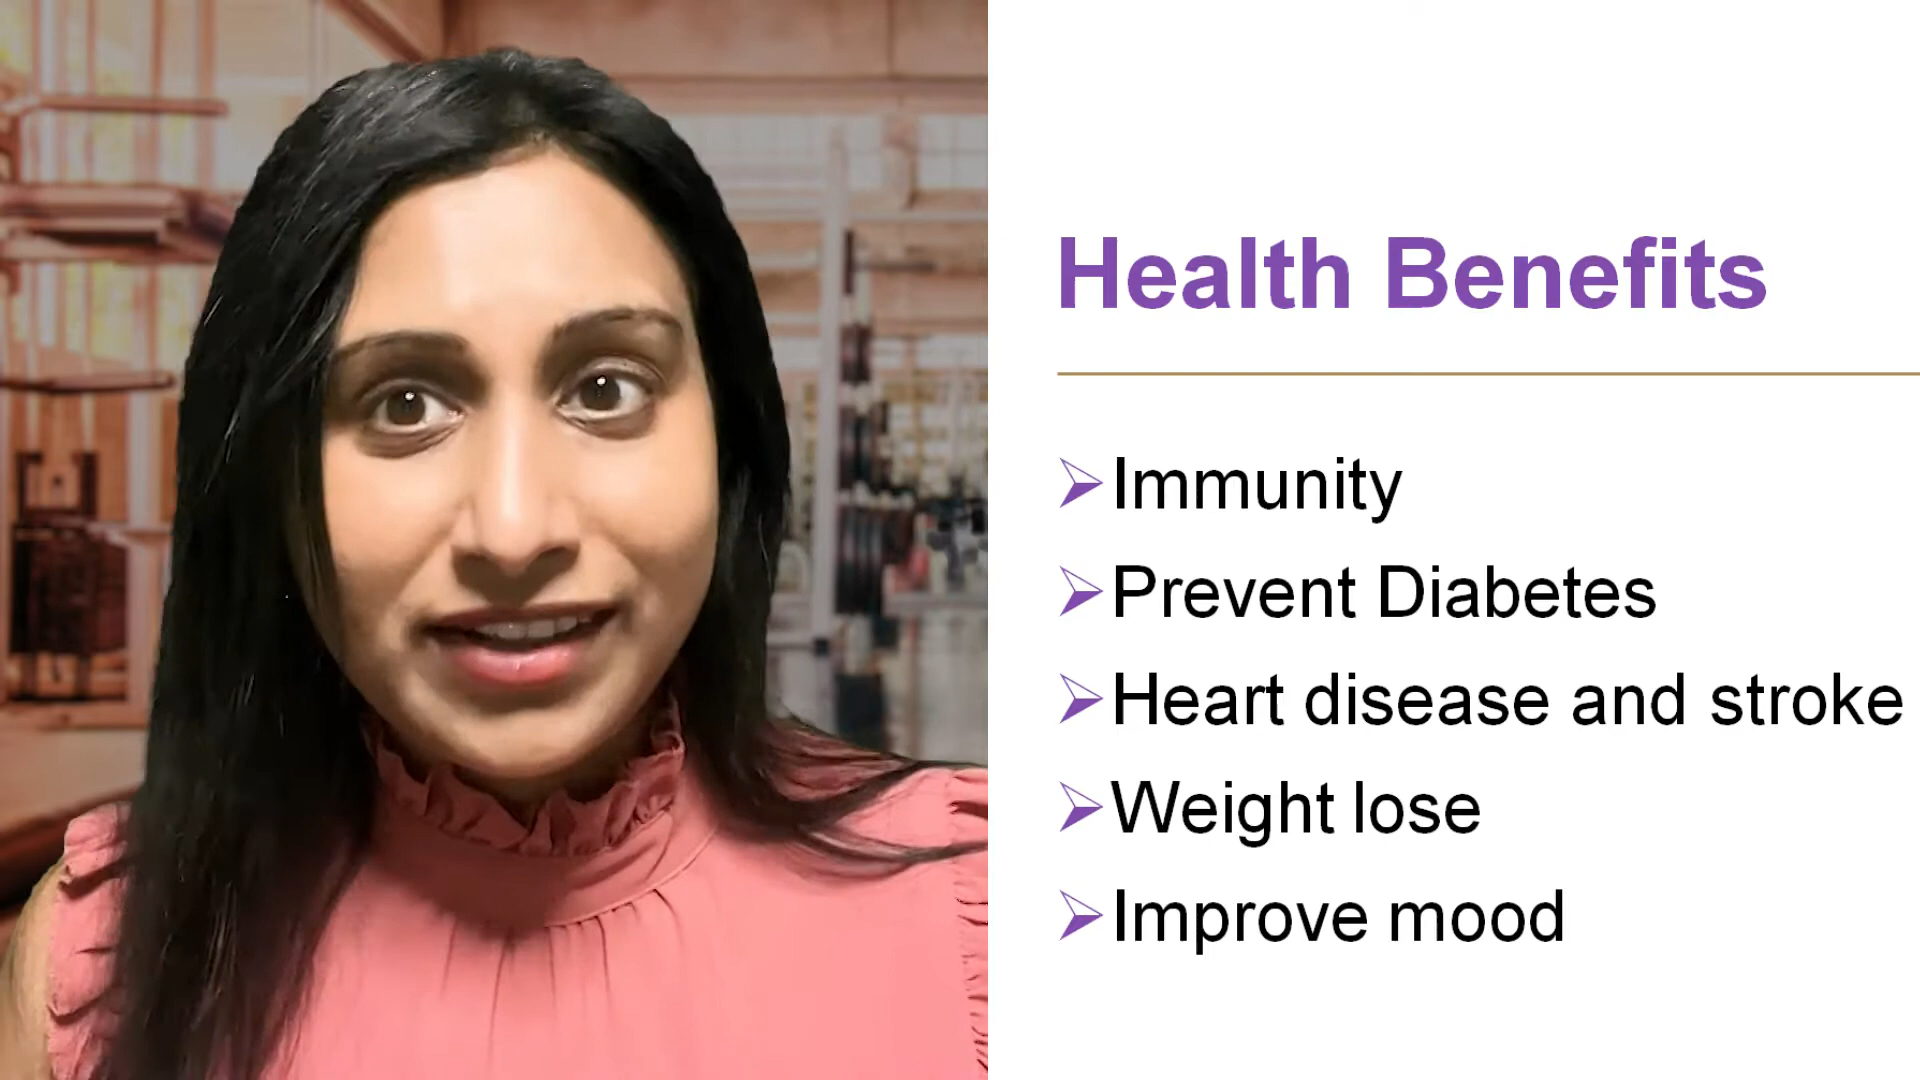 Health Benefits
Immunity
Prevent Diabetes
Heart disease and stroke
Weight lose
Improve mood